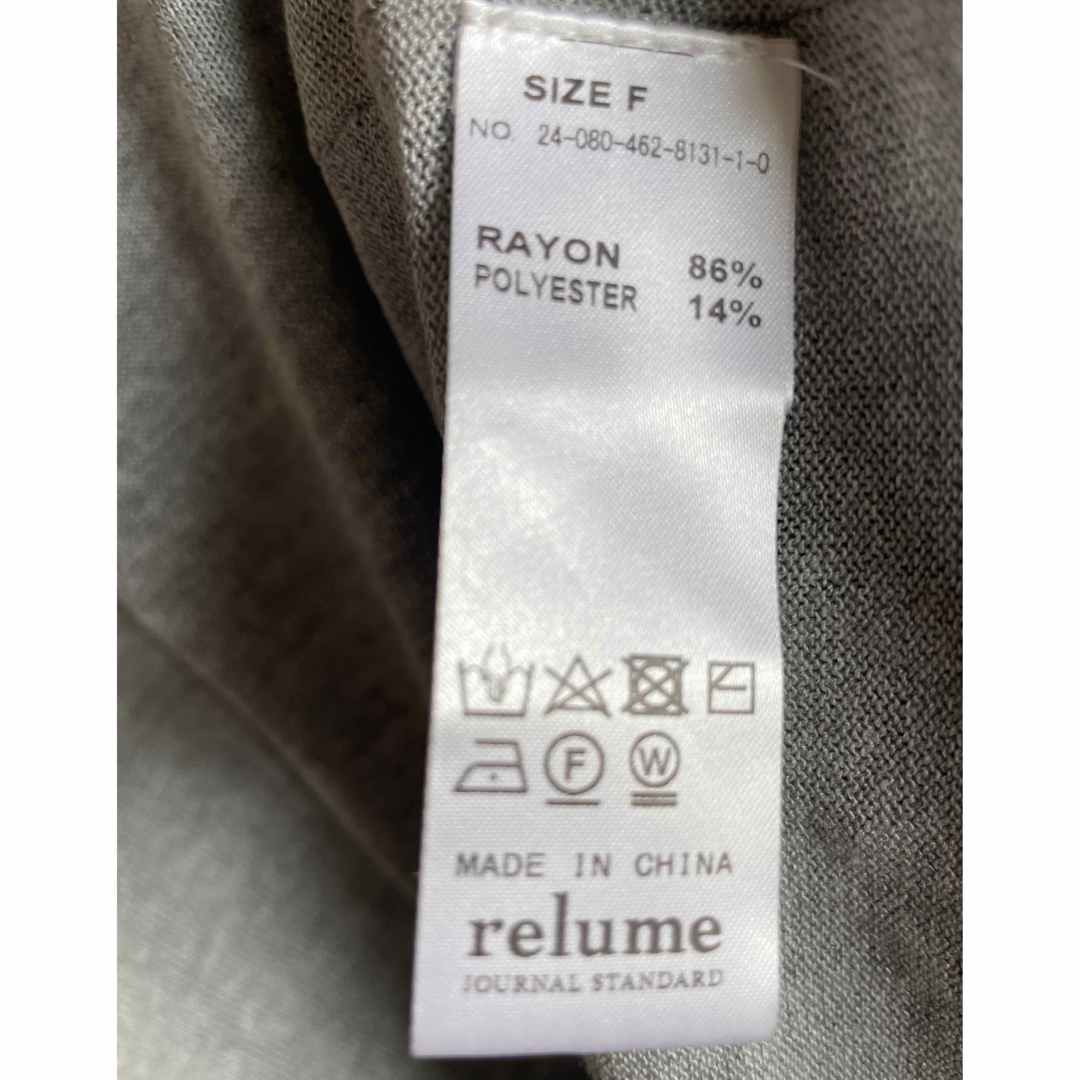 SIZE F
NO. 24-080-462-8131-1-0
RAYON 86%
POLYESTER 14%
F W
MADE IN CHINA
relume
JOURNAL STANDARD